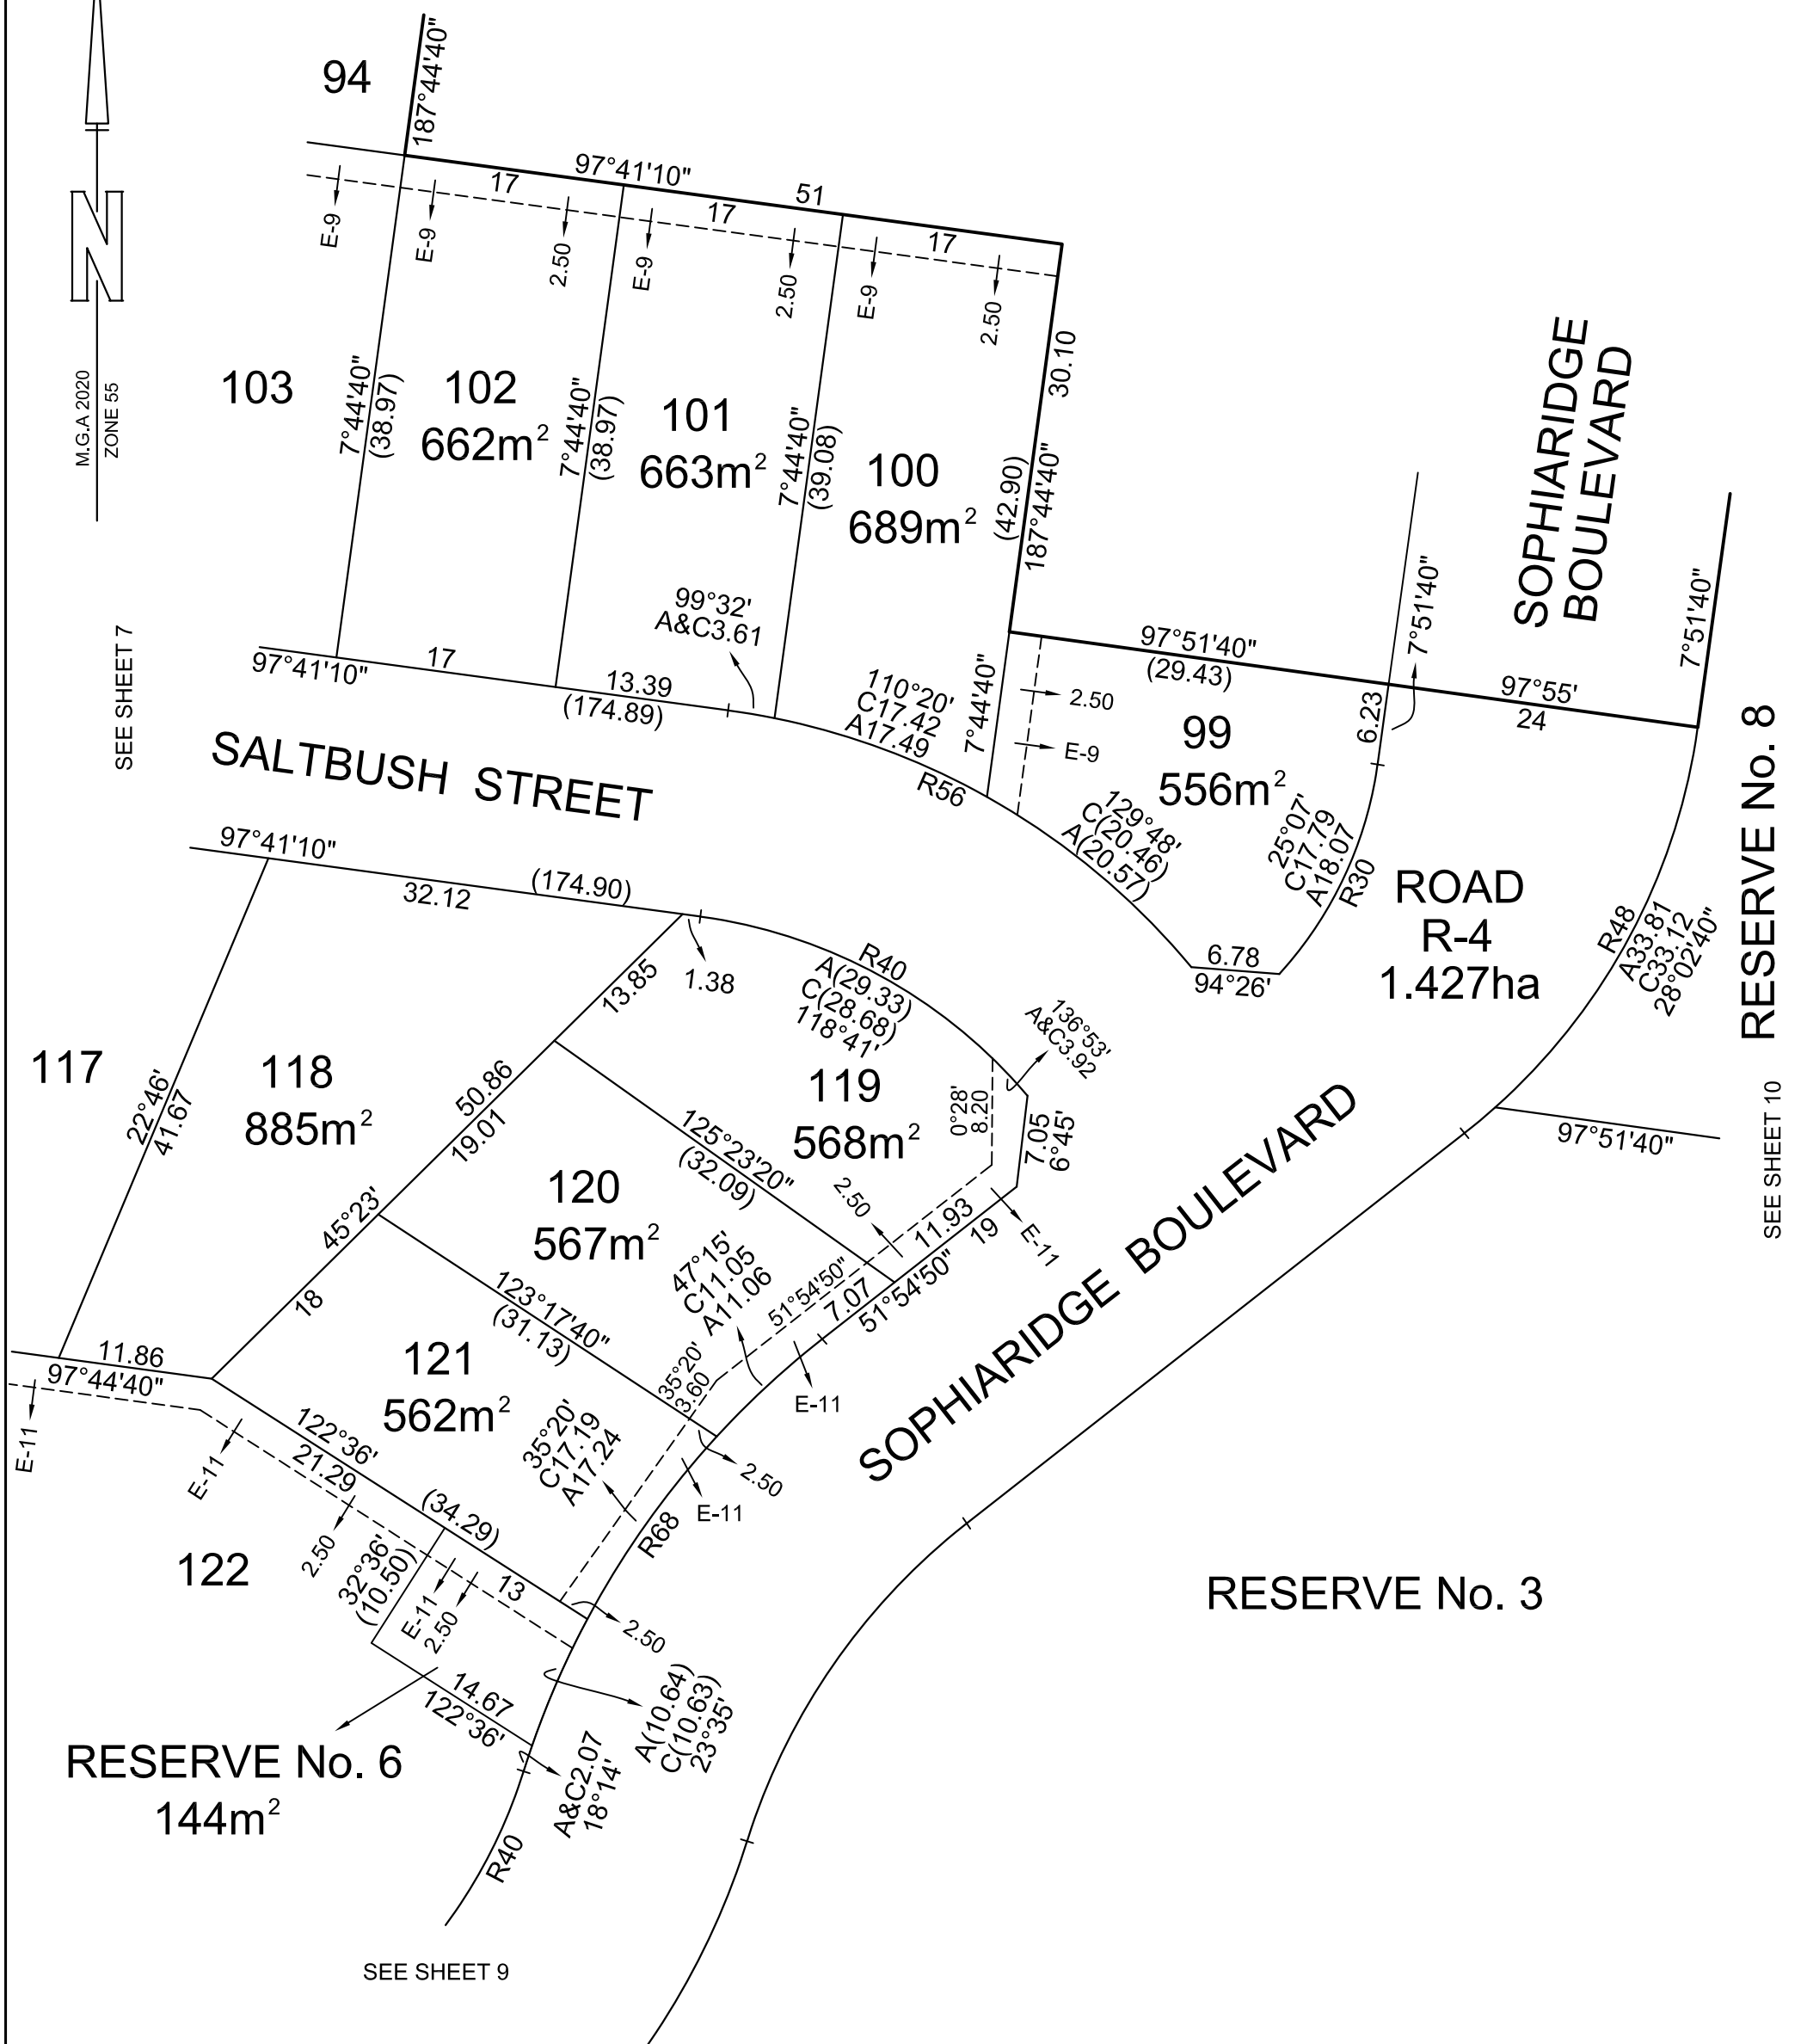 94
187°44'40"
97°41'10"
51
17
17
17
E-9
E-9
2.50
E-9
2.50
E-9
2.50
N
M.G.A 2020
ZONE 55
103
7°44'40"
(38.97)
102
662m²
7°44'40"
(38.97)
101
663m²
7°44'40"
(39.08)
100
689m²
30.10
187°44'40"
(42.90)
SOPHIARIDGE
BOULEVARD
7°51'40"
7°51'40"
SEE SHEET 7
97°41'10"
17
13.39
(174.89)
99°32'
A&C3.61
110°20'
C17.42
A17.49
R56
7°44'40"
97°51'40"
(29.43)
2.50
E-9
99
556m²
6.23
97°55'
24
129°48'
C(20.46)
A(20.57)
25°07'
C17.79
A18.07
R30
6.78
94°26'
ROAD
R-4
1.427ha
R48
A33.81
C33.12
28°02'40"
RESERVE No. 8
SEE SHEET 10
SALTBUSH STREET
97°41'10"
32.12
(174.90)
1.38
R40
A(29.33)
C(28.68)
118°41'
136°53'
A&C3.92
117
22°46'
41.67
118
885m²
13.85
50.86
19.01
45°23'
18
119
568m²
0°28'
8.20
7.05
6°45'
125°23'20"
(32.09)
2.50
11.93
19
E-11
97°51'40"
120
567m²
47°15'
C11.05
A11.06
51°54'50"
7.07
51°54'50"
SOPHIARIDGE BOULEVARD
123°17'40"
(31.13)
35°20'
3.60
E-11
121
562m²
35°20'
C17.19
A17.24
2.50
E-11
R68
11.86
97°44'40"
E-11
E-11
122°36'
21.29
(34.29)
2.50
122
32°36'
(10.50)
E-11
2.50
13
2.50
A(10.64)
C(10.63)
23°35'
14.67
122°36'
RESERVE No. 6
144m²
A&C2.07
18°14'
R40
RESERVE No. 3
SEE SHEET 9